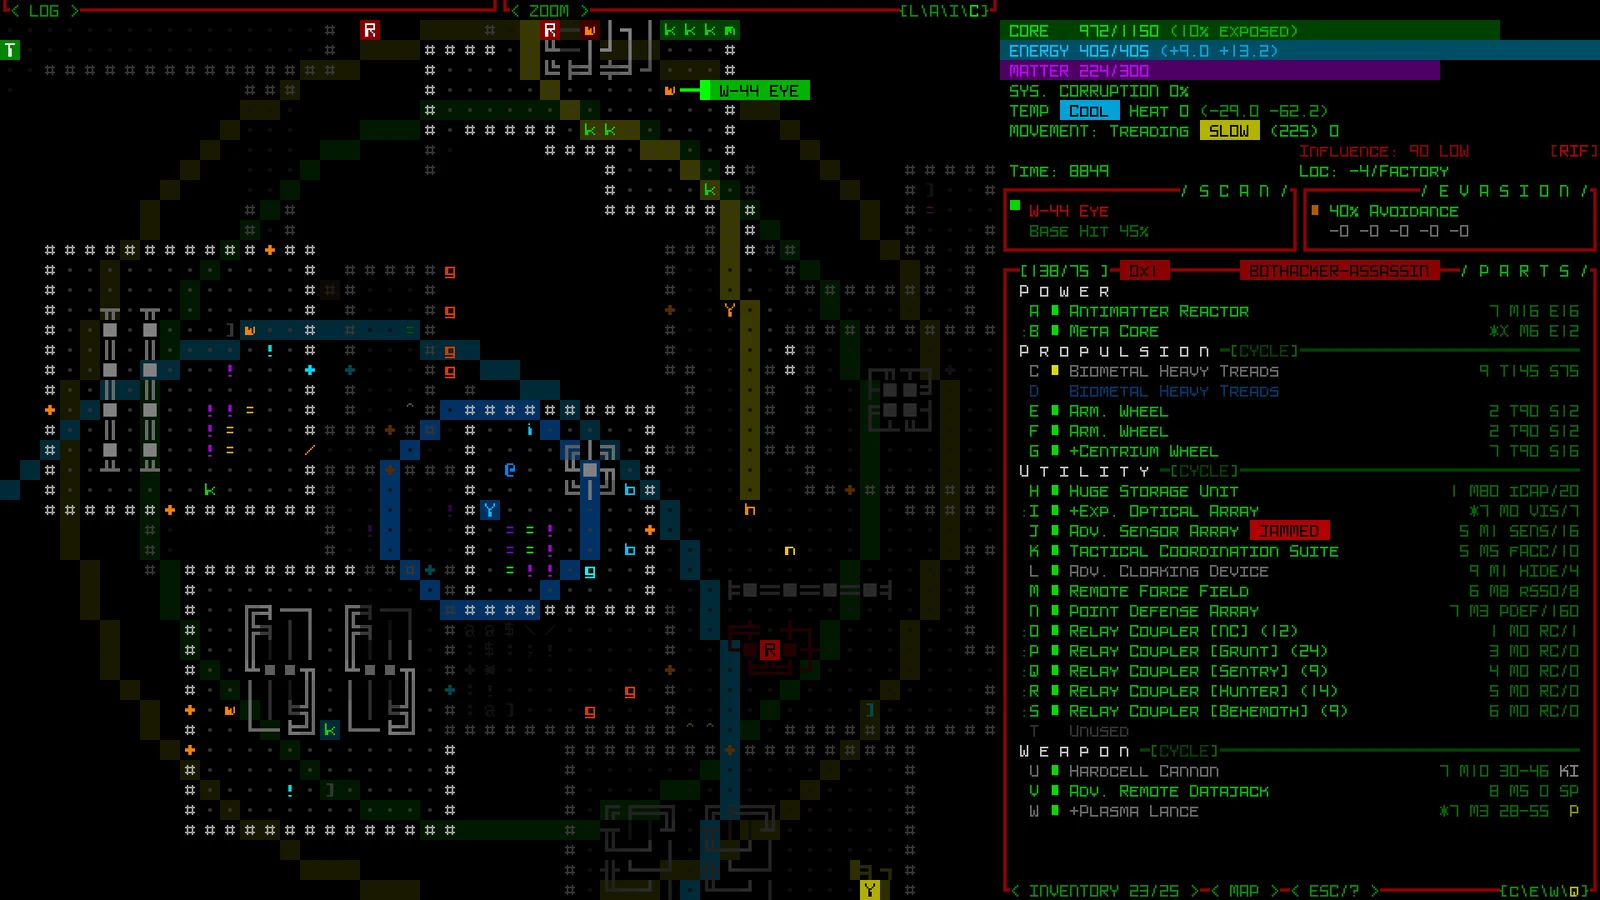 < LOG >
< ZOOM >
[L\A\I\C]
R
R w k k k m
T
W-44 EYE
CORE 972/1150 (10% EXPOSED)
ENERGY 405/405 (+9.0 +13.2)
MATTER 224/300
SYS. CORRUPTION 0%
TEMP COOL HEAT 0 (-29.0 -62.2)
MOVEMENT: TREADING SLOW (225) 0
INFLUENCE: 90 LOW [RIF]
TIME: 8849 LOC: -4/FACTORY
/ S C A N /
W-44 EYE
BASE HIT 45%
/ E V A S I O N /
40% AVOIDANCE
-0 -0 -0 -0 -0
[138/75 ] 0x1 BOTHACKER-ASSASSIN / P A R T S /
P O W E R
A ANTIMATTER REACTOR 7 M16 E16
:B META CORE *X M6 E12
P R O P U L S I O N [CYCLE]
C BIOMETAL HEAVY TREADS 9 T145 S75
D BIOMETAL HEAVY TREADS
E ARM. WHEEL 2 T90 S12
F ARM. WHEEL 2 T90 S12
G +CENTRIUM WHEEL 7 T90 S16
U T I L I T Y [CYCLE]
H HUGE STORAGE UNIT 1 M80 ICAP/20
:I +EXP. OPTICAL ARRAY *7 M0 VIS/7
J ADV. SENSOR ARRAY JAMMED 5 M1 SENS/16
K TACTICAL COORDINATION SUITE 5 M5 FACC/10
L ADV. CLOAKING DEVICE 9 M1 HIDE/4
M REMOTE FORCE FIELD 6 M8 RS50/8
N POINT DEFENSE ARRAY 7 M3 PDEF/160
:O RELAY COUPLER [NC] (12) 1 M0 RC/1
:P RELAY COUPLER [GRUNT] (24) 3 M0 RC/0
:Q RELAY COUPLER [SENTRY] (9) 4 M0 RC/0
:R RELAY COUPLER [HUNTER] (14) 5 M0 RC/0
:S RELAY COUPLER [BEHEMOTH] (9) 6 M0 RC/0
T UNUSED
W E A P O N [CYCLE]
U HARDCELL CANNON 7 M10 30-46 KI
V ADV. REMOTE DATAJACK 8 M5 0 SP
W +PLASMA LANCE *7 M3 28-55 P
< INVENTORY 23/25 > < MAP > < ESC/? > [C\E\W\Q]